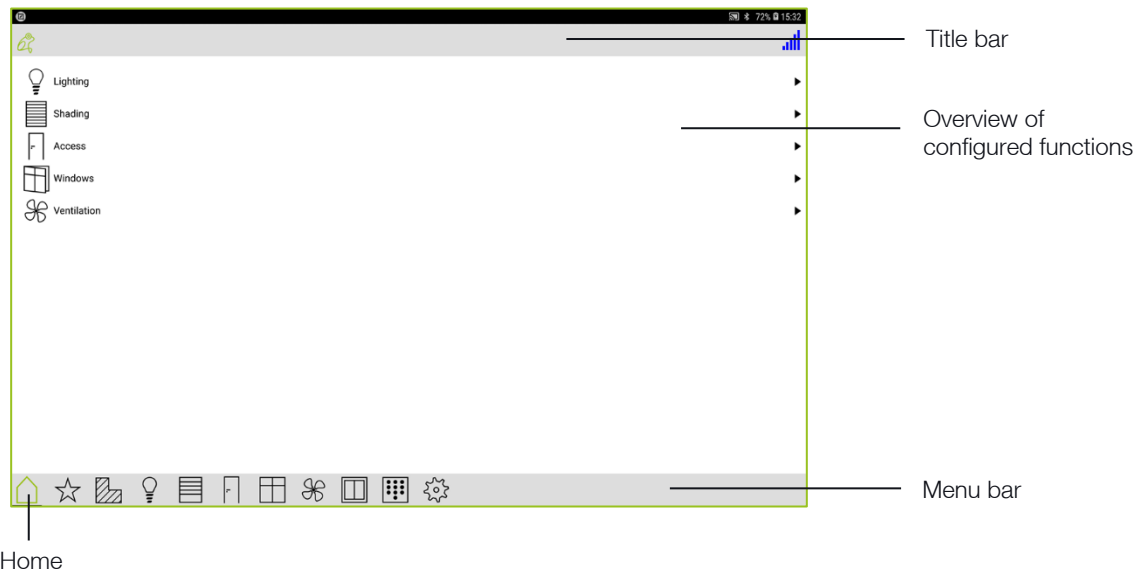 72% 15:32
Title bar
Lighting
Shading
Overview of
configured functions
Access
Windows
Ventilation
Menu bar
Home